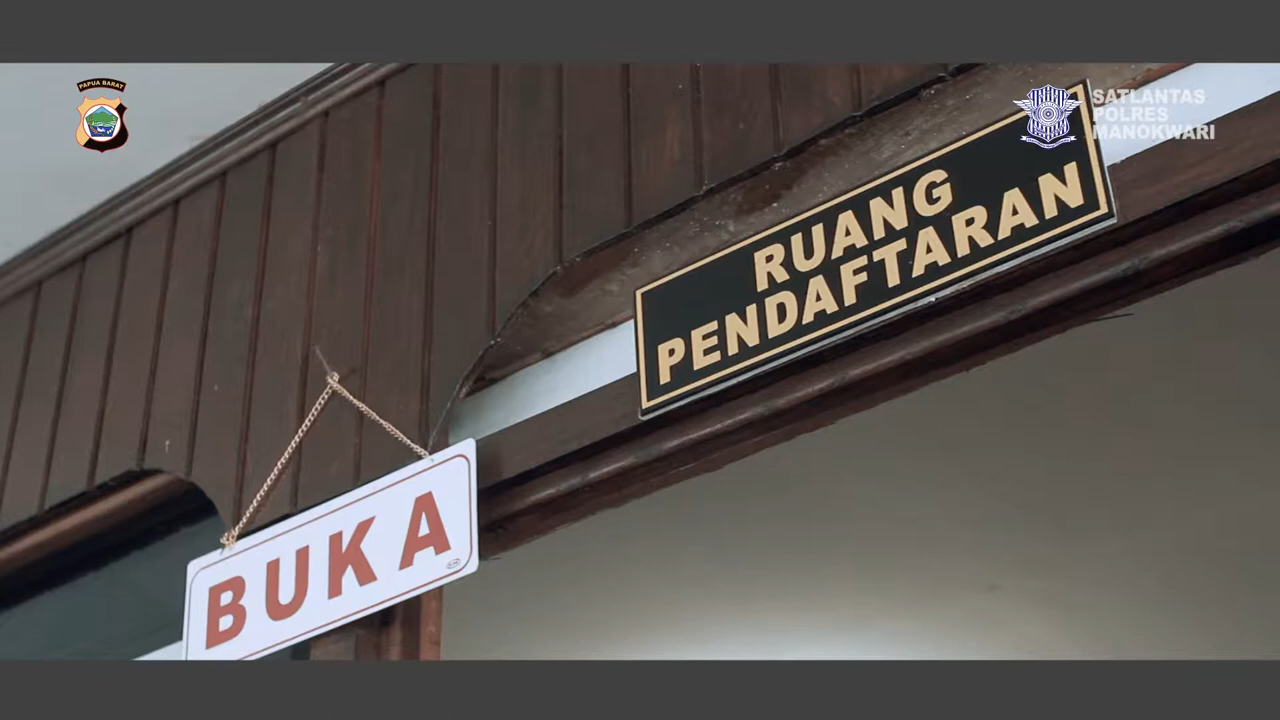 PAPUA BARAT
SATLANTAS
POLRES
MANOKWARI
RUANG
PENDAFTARAN
BUKA